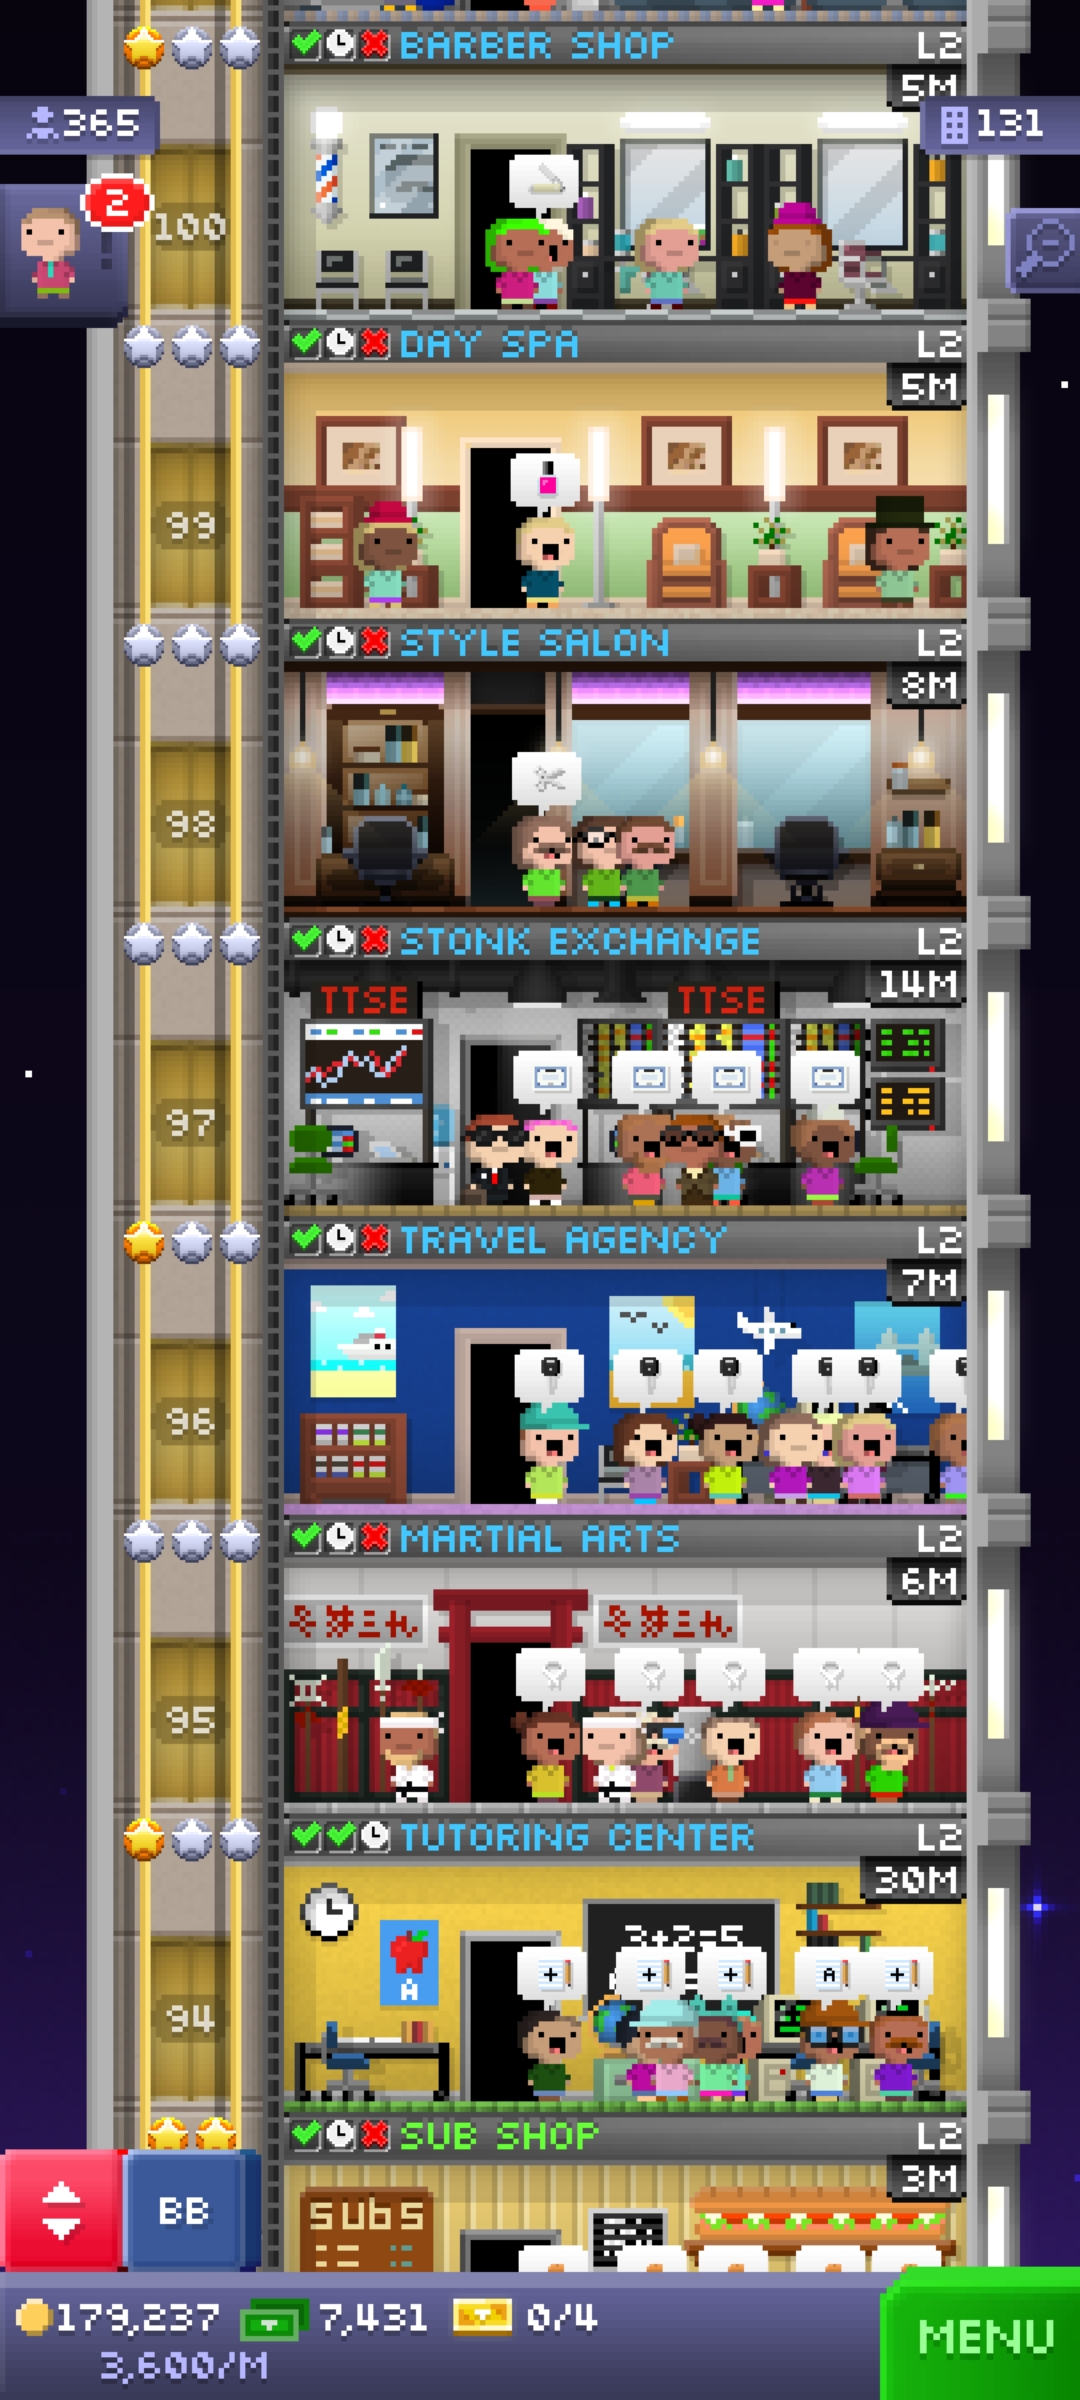 BARBER SHOP L2
5M
365
131
2
100
DAY SPA L2
5M
99
STYLE SALON L2
8M
98
STONK EXCHANGE L2
14M
TTSE TTSE
97
TRAVEL AGENCY L2
7M
96
MARTIAL ARTS L2
6M
95
TUTORING CENTER L2
30M
3+2=5
A
+ + + A +
94
SUB SHOP L2
3M
SUBS
BB
179,237 7,431 0/4
3,600/M
MENU